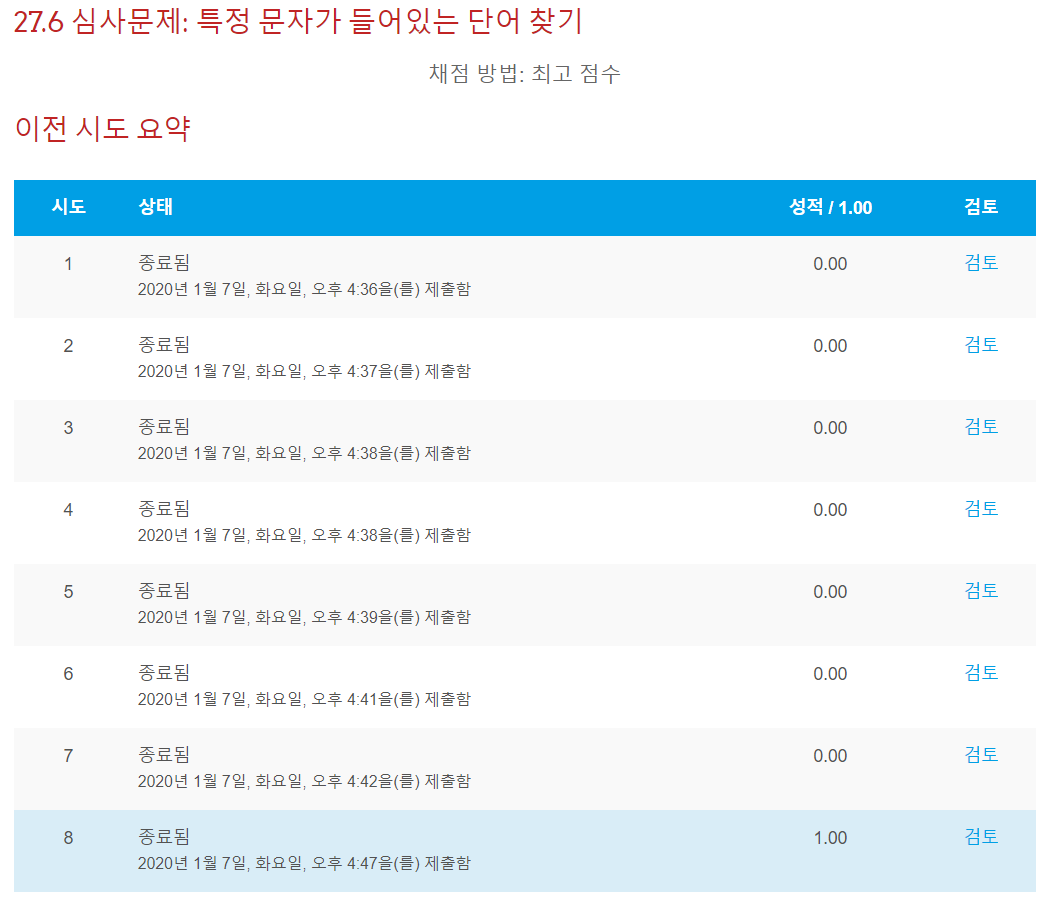 27.6 심사문제: 특정 문자가 들어있는 단어 찾기
채점 방법: 최고 점수
이전 시도 요약
시도 상태 성적 / 1.00 검토
1 종료됨 0.00 검토
2020년 1월 7일, 화요일, 오후 4:36을(를) 제출함
2 종료됨 0.00 검토
2020년 1월 7일, 화요일, 오후 4:37을(를) 제출함
3 종료됨 0.00 검토
2020년 1월 7일, 화요일, 오후 4:38을(를) 제출함
4 종료됨 0.00 검토
2020년 1월 7일, 화요일, 오후 4:38을(를) 제출함
5 종료됨 0.00 검토
2020년 1월 7일, 화요일, 오후 4:39을(를) 제출함
6 종료됨 0.00 검토
2020년 1월 7일, 화요일, 오후 4:41을(를) 제출함
7 종료됨 0.00 검토
2020년 1월 7일, 화요일, 오후 4:42을(를) 제출함
8 종료됨 1.00 검토
2020년 1월 7일, 화요일, 오후 4:47을(를) 제출함